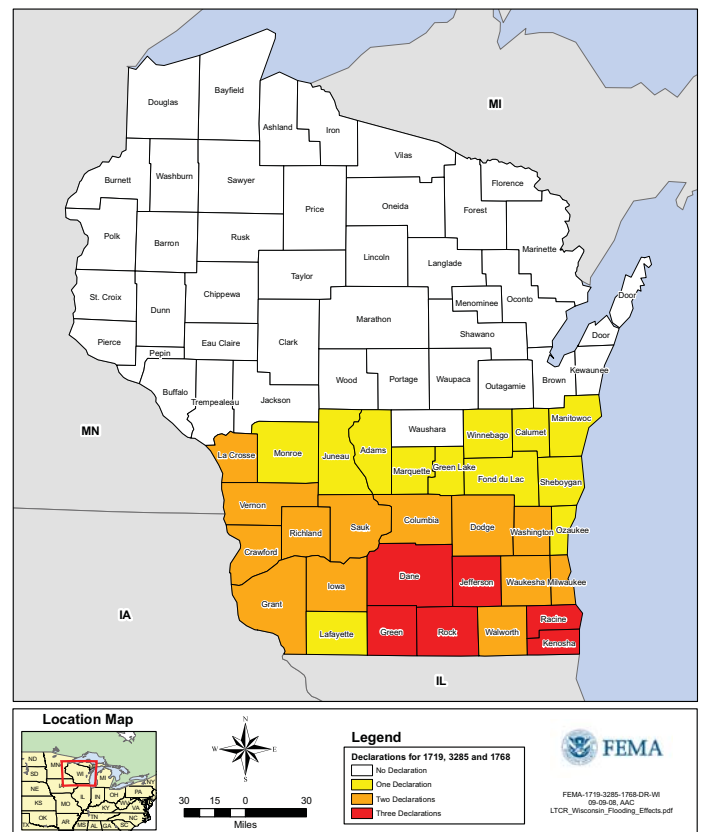 Douglas
Bayfield
Ashland
Iron
MI
Vilas
Burnett
Washburn
Sawyer
Florence
Price
Oneida
Forest
Polk
Barron
Rusk
Marinette
Lincoln
Langlade
Taylor
St. Croix
Chippewa
Menominee
Oconto
Door
Dunn
Marathon
Shawano
Door
Pierce
Eau Claire
Clark
Pepin
Kewaunee
Wood
Portage
Waupaca
Outagamie
Brown
Buffalo
Trempealeau
Jackson
MN
Waushara
Manitowoc
La Crosse
Monroe
Juneau
Adams
Winnebago
Calumet
Marquette
Green Lake
Fond du Lac
Sheboygan
Vernon
Richland
Sauk
Columbia
Dodge
Washington
Ozaukee
Crawford
Dane
Jefferson
Waukesha
Milwaukee
Iowa
Grant
IA
Lafayette
Green
Rock
Walworth
Racine
Kenosha
IL
Location Map
ND
MN
SD
WI
MI
NY
NE
IA
PA
IL
IN
OH
KS
MO
WV
KY
VA
OK
AR
TN
NC
TX
MS
AL
GA
SC
N
W
E
S
30
15
0
30
Miles
Legend
Declarations for 1719, 3285 and 1768
No Declaration
One Declaration
Two Declarations
Three Declarations
FEMA
FEMA-1719-3285-1768-DR-WI
09-09-08, AAC
LTCR_Wisconsin_Flooding_Effects.pdf